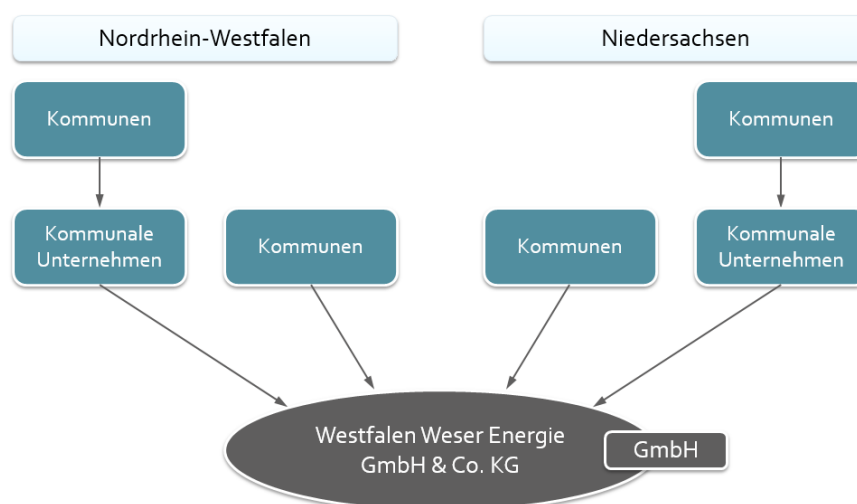 Nordrhein-Westfalen
Niedersachsen
Kommunen
Kommunen
Kommunale
Unternehmen
Kommunen
Kommunen
Kommunale
Unternehmen
Westfalen Weser Energie
GmbH & Co. KG
GmbH